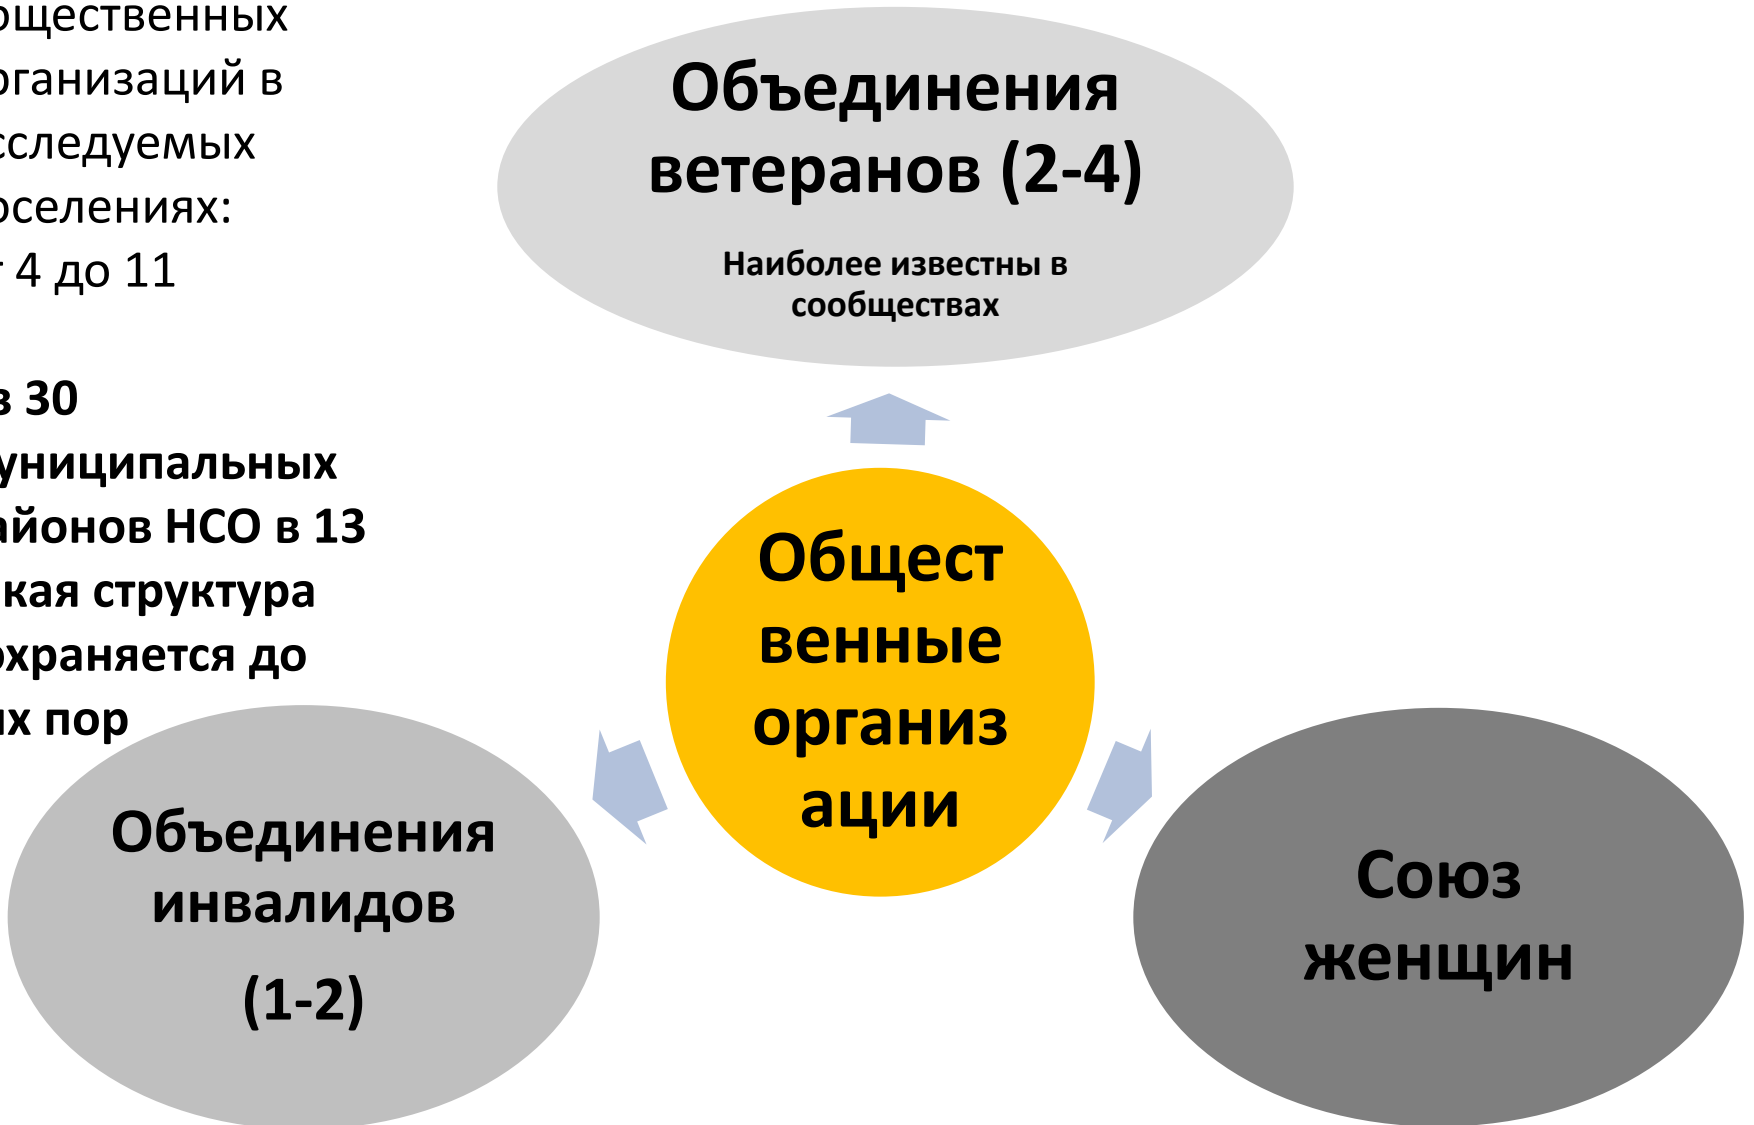 бщественных
рганизаций в
сследуемых
оселениях:
т 4 до 11
з 30
униципальных
айонов НСО в 13
кая структура
охраняется до
их пор
Объединения
ветеранов (2-4)
Наиболее известны в
сообществах
Общест
венные
организ
ации
Объединения
инвалидов
(1-2)
Союз
женщин